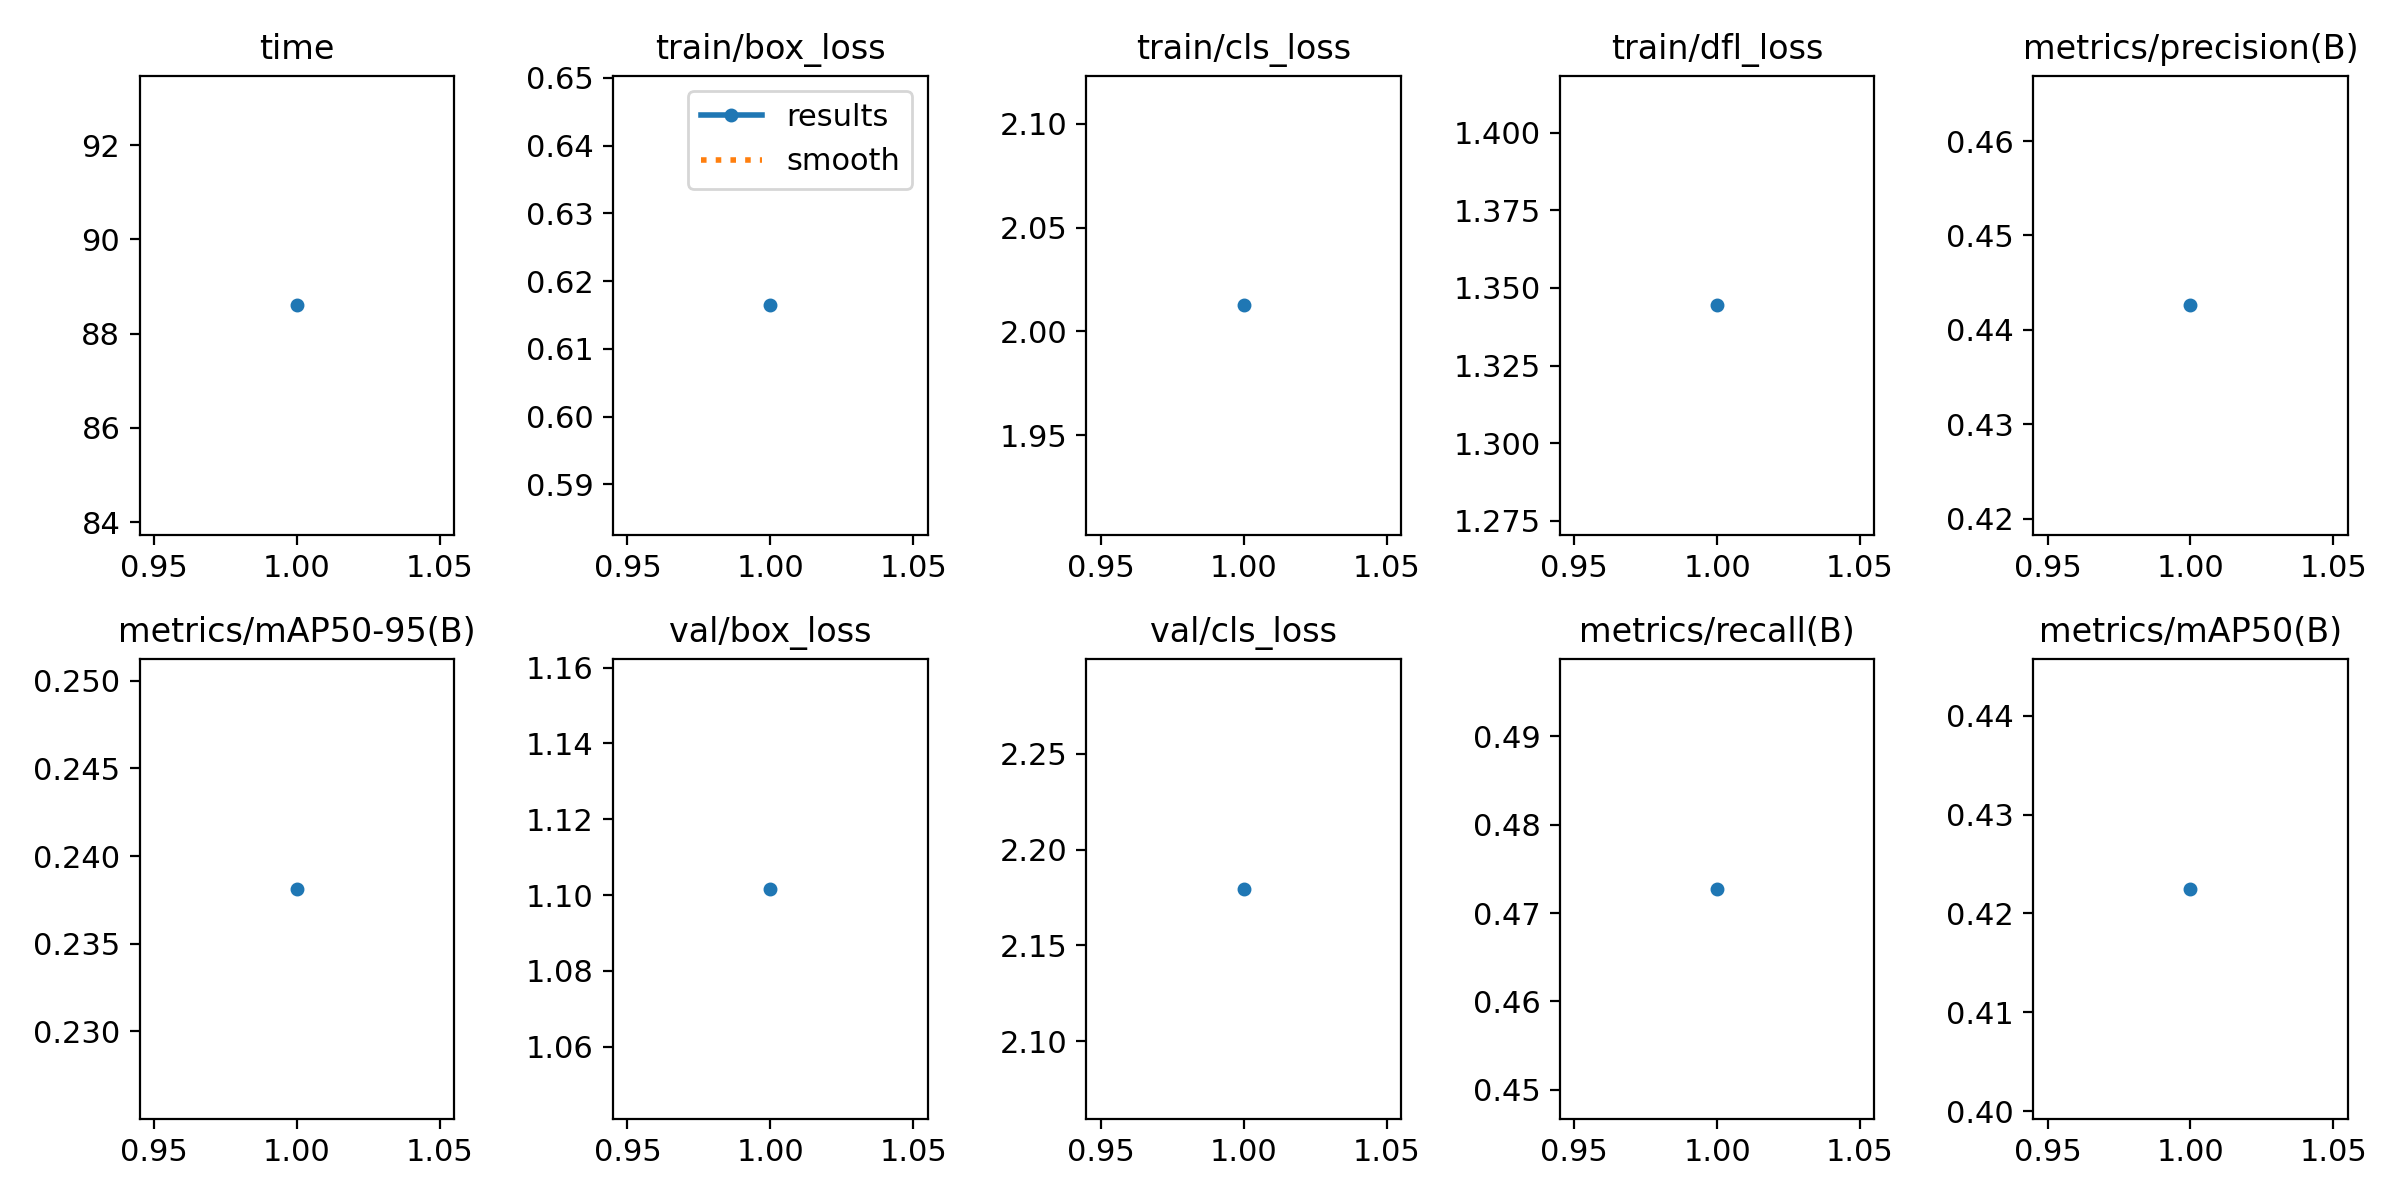 time
train/box_loss
train/cls_loss
train/dfl_loss
metrics/precision(B)
92
90
88
86
84
0.95 1.00 1.05
0.65
0.64
0.63
0.62
0.61
0.60
0.59
results
smooth
0.95 1.00 1.05
2.10
2.05
2.00
1.95
0.95 1.00 1.05
1.400
1.375
1.350
1.325
1.300
1.275
0.95 1.00 1.05
0.46
0.45
0.44
0.43
0.42
0.95 1.00 1.05
metrics/mAP50-95(B)
val/box_loss
val/cls_loss
metrics/recall(B)
metrics/mAP50(B)
0.250
0.245
0.240
0.235
0.230
0.95 1.00 1.05
1.16
1.14
1.12
1.10
1.08
1.06
0.95 1.00 1.05
2.25
2.20
2.15
2.10
0.95 1.00 1.05
0.49
0.48
0.47
0.46
0.45
0.95 1.00 1.05
0.44
0.43
0.42
0.41
0.40
0.95 1.00 1.05